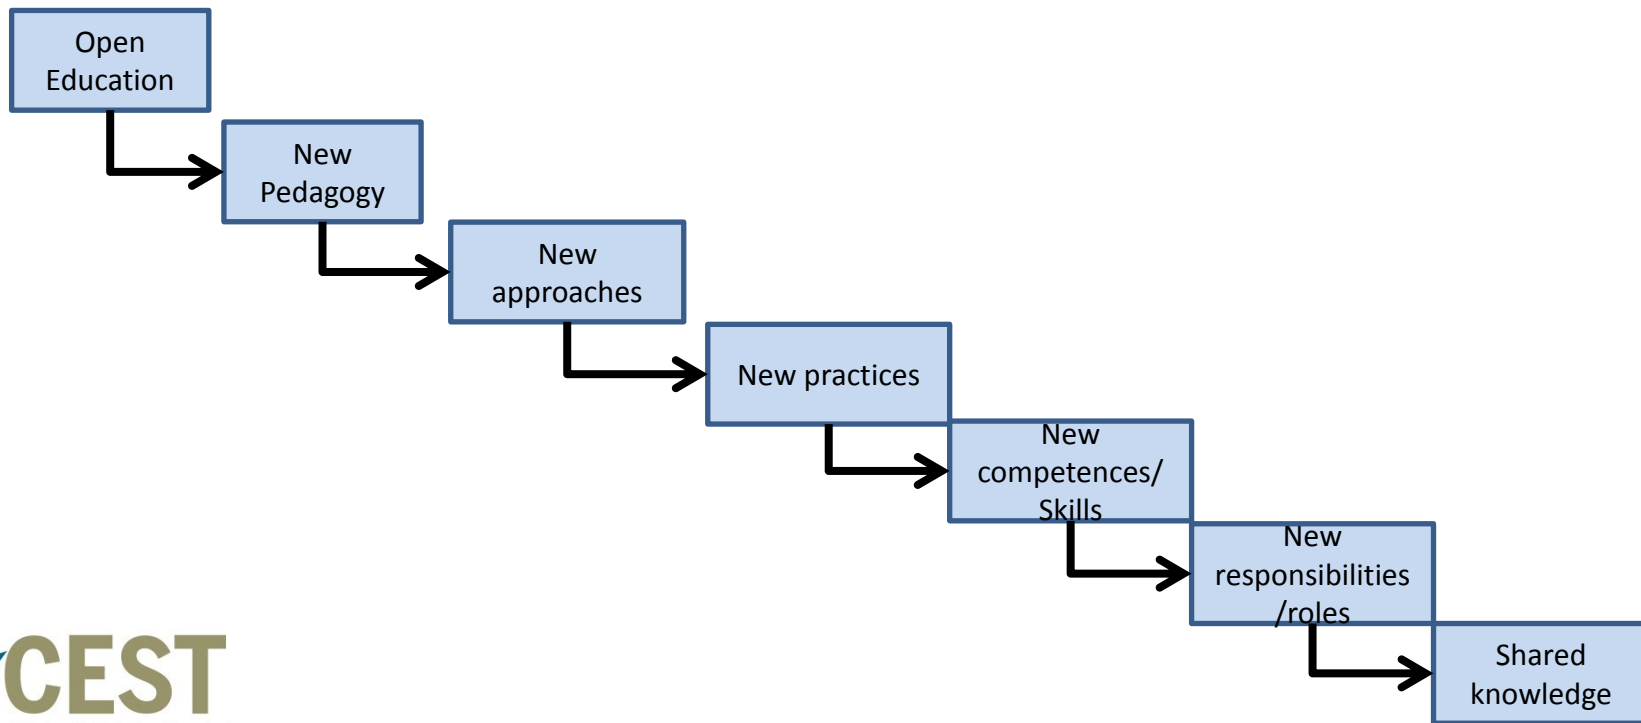 Open
Education
New
Pedagogy
New
approaches
New practices
New
competences/
Skills
New
responsibilities
/roles
Shared
knowledge
CEST